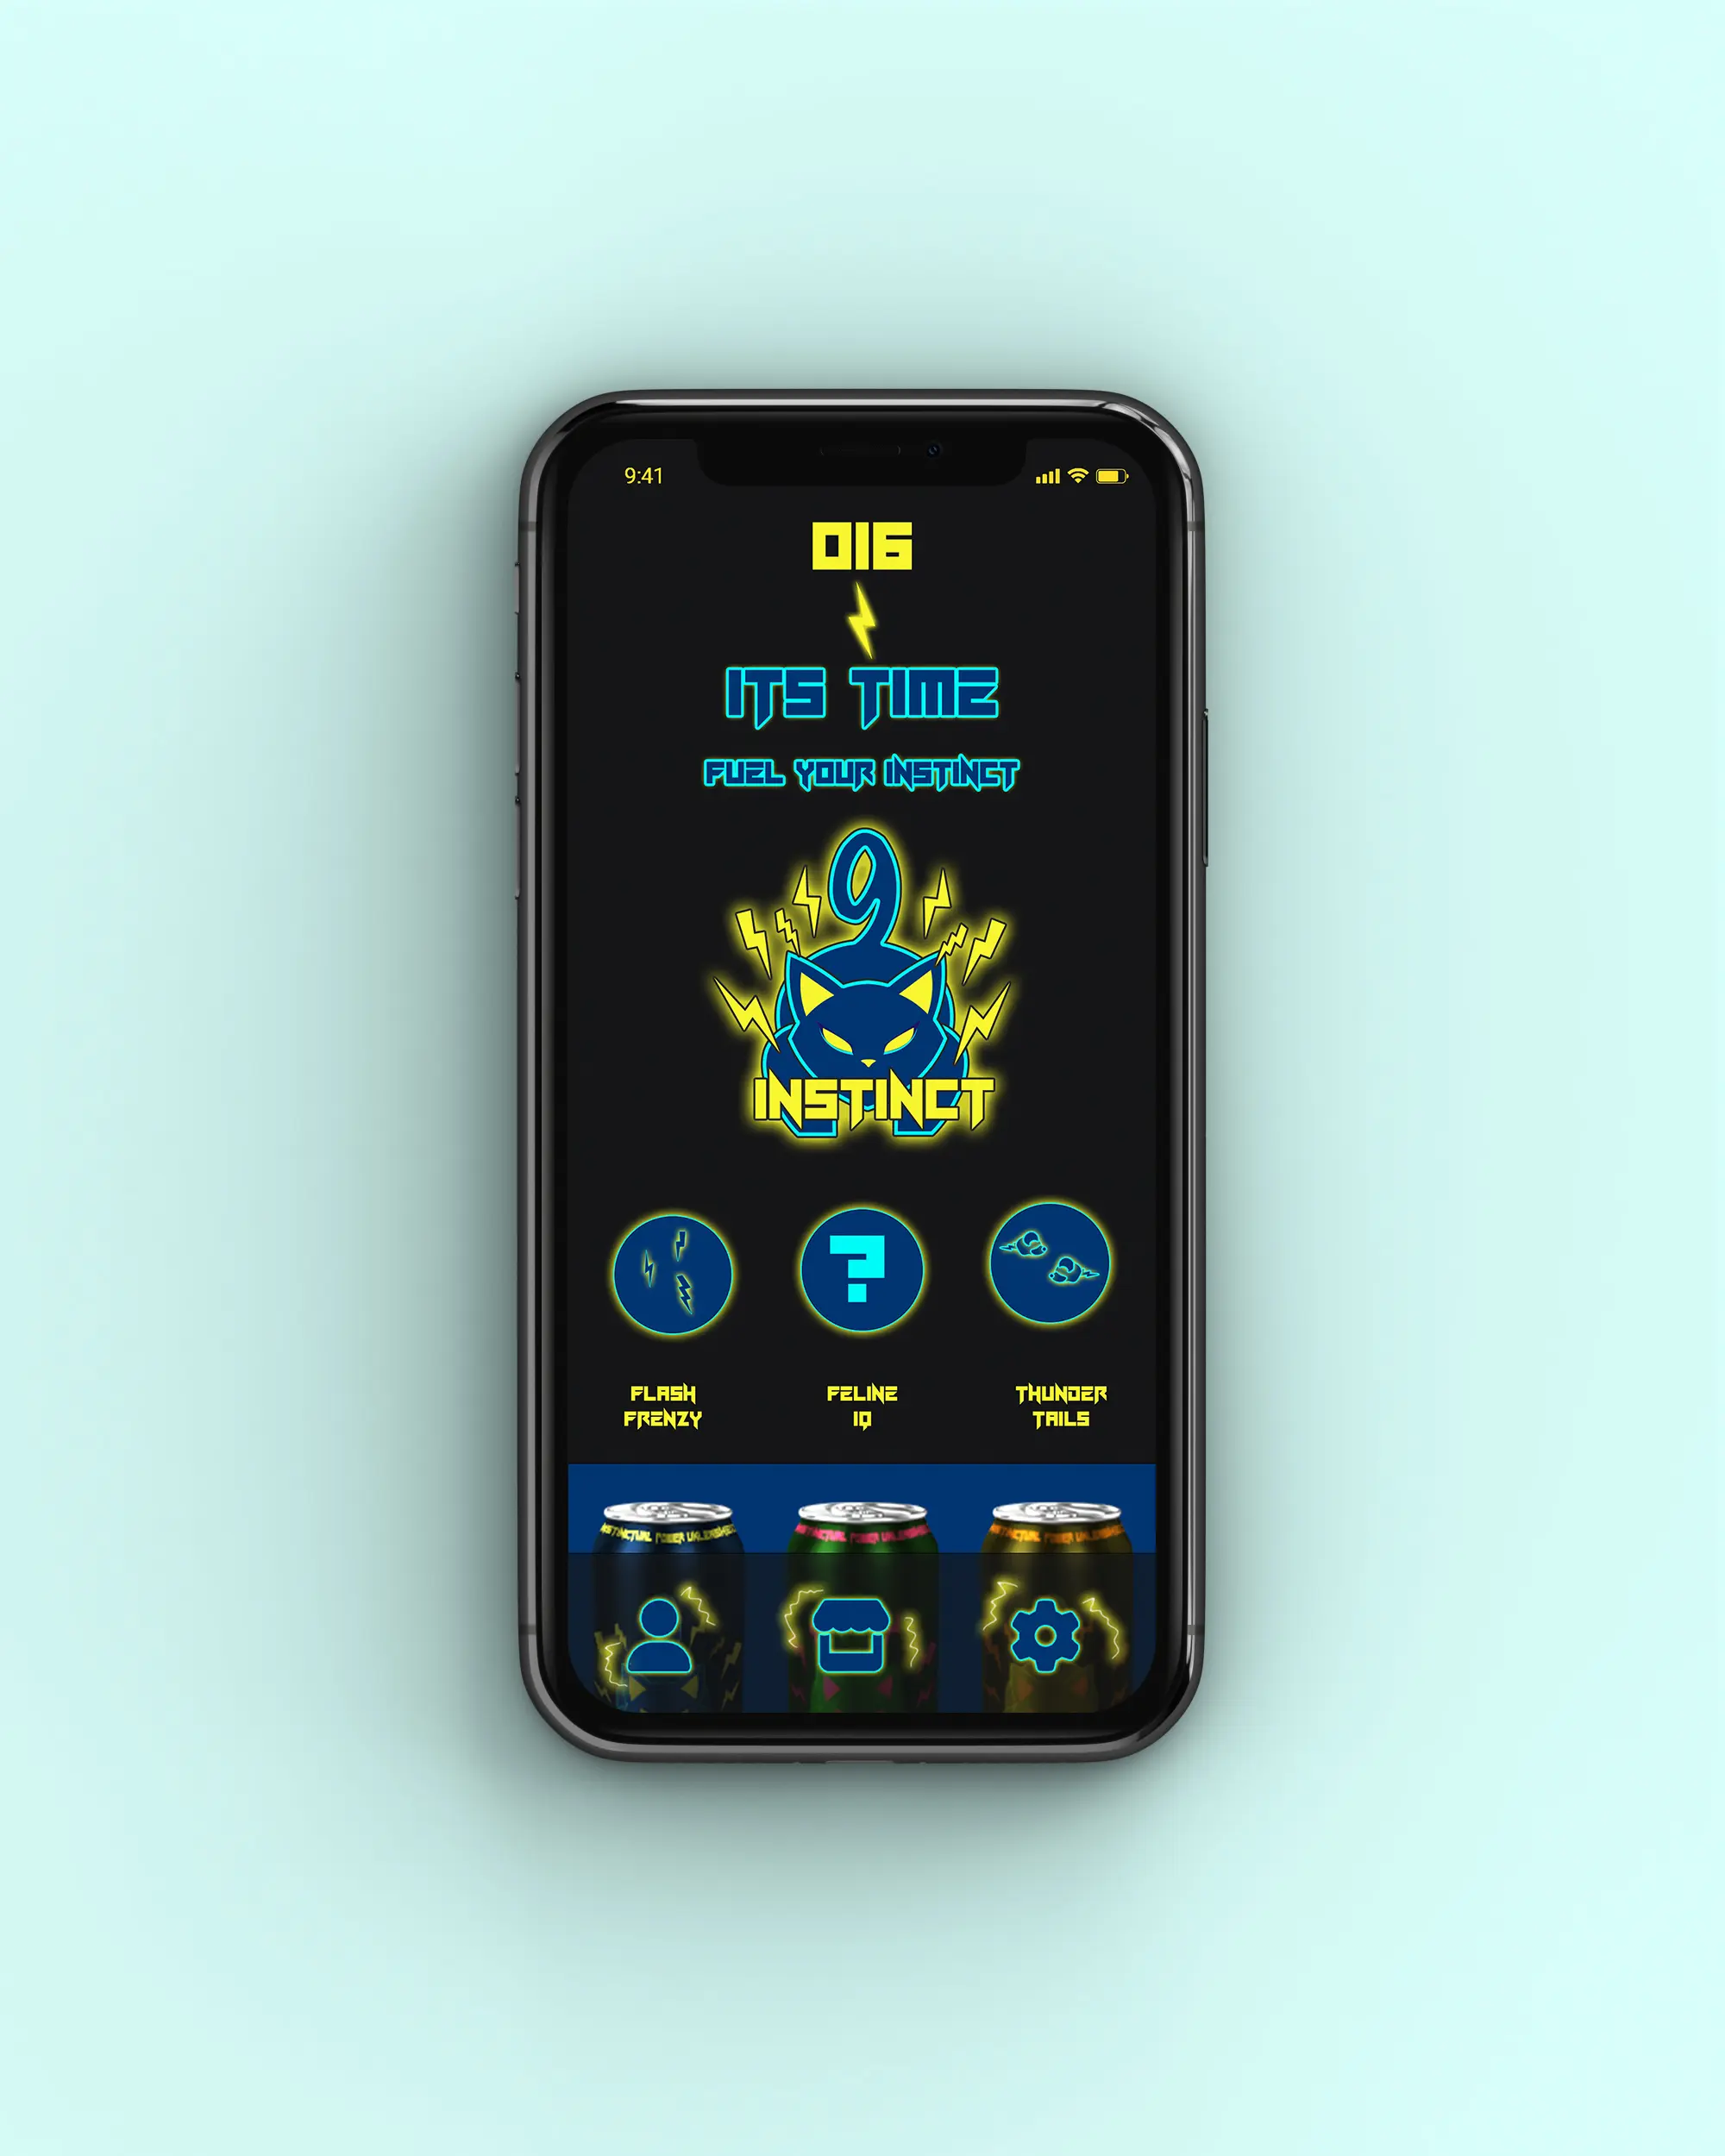 9:41
016
ITS TIME
FUEL YOUR INSTINCT
9
INSTINCT
?
FLASH FRENZY
FELINE IQ
THUNDER TAILS
INSTINCTUAL POWER UNLEASHED
INSTINCTUAL POWER UNLEASHED
INSTINCTUAL POWER UNLEASHED